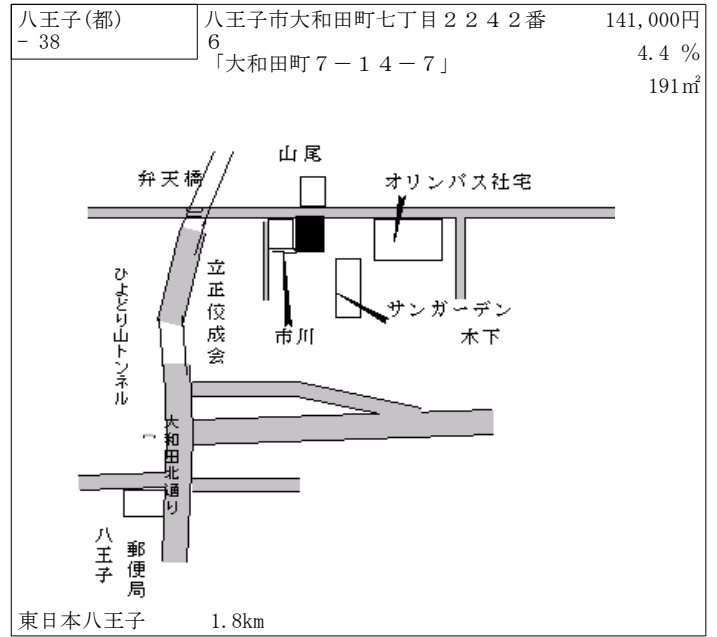 八王子(都)
- 38
八王子市大和田町七丁目２２４２番
6
「大和田町７－１４－７」
141,000円
4.4 %
191㎡
山尾
弁天橋
オリンパス社宅
ひよどり山トンネル
立正佼成会
市川
サンガーデン
木下
大和田北通り
八王子
郵便局
東日本八王子
1.8km